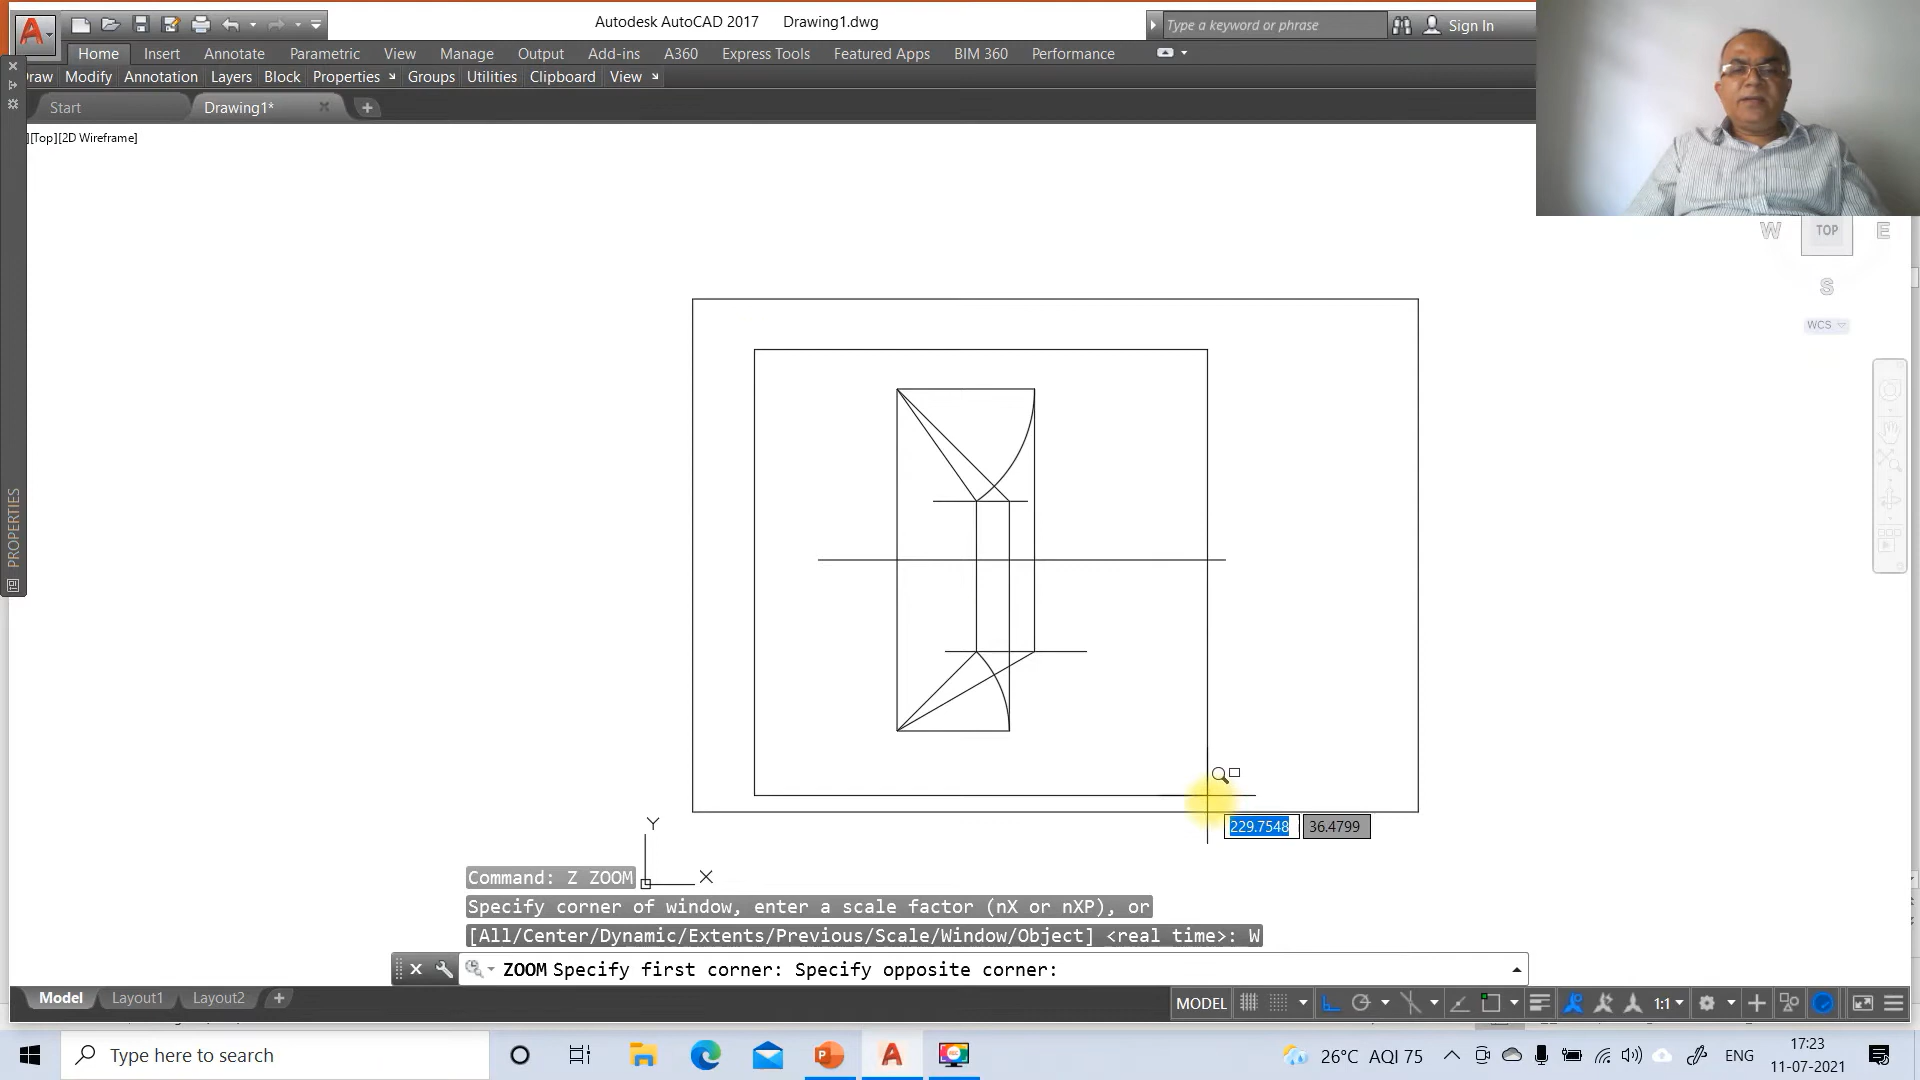 Autodesk AutoCAD 2017 Drawing1.dwg
Type a keyword or phrase
Sign In
Home Insert Annotate Parametric View Manage Output Add-ins A360 Express Tools Featured Apps BIM 360 Performance
raw Modify Annotation Layers Block Properties Groups Utilities Clipboard View
Start Drawing1*
][Top][2D Wireframe]
W TOP E
S
WCS
PROPERTIES
229.7548 36.4799
Y
X
Command: Z ZOOM
Specify corner of window, enter a scale factor (nX or nXP), or
[All/Center/Dynamic/Extents/Previous/Scale/Window/Object] <real time>: W
ZOOM Specify first corner: Specify opposite corner:
Model Layout1 Layout2
MODEL 1:1
Type here to search
26°C AQI 75
ENG
17:23
11-07-2021